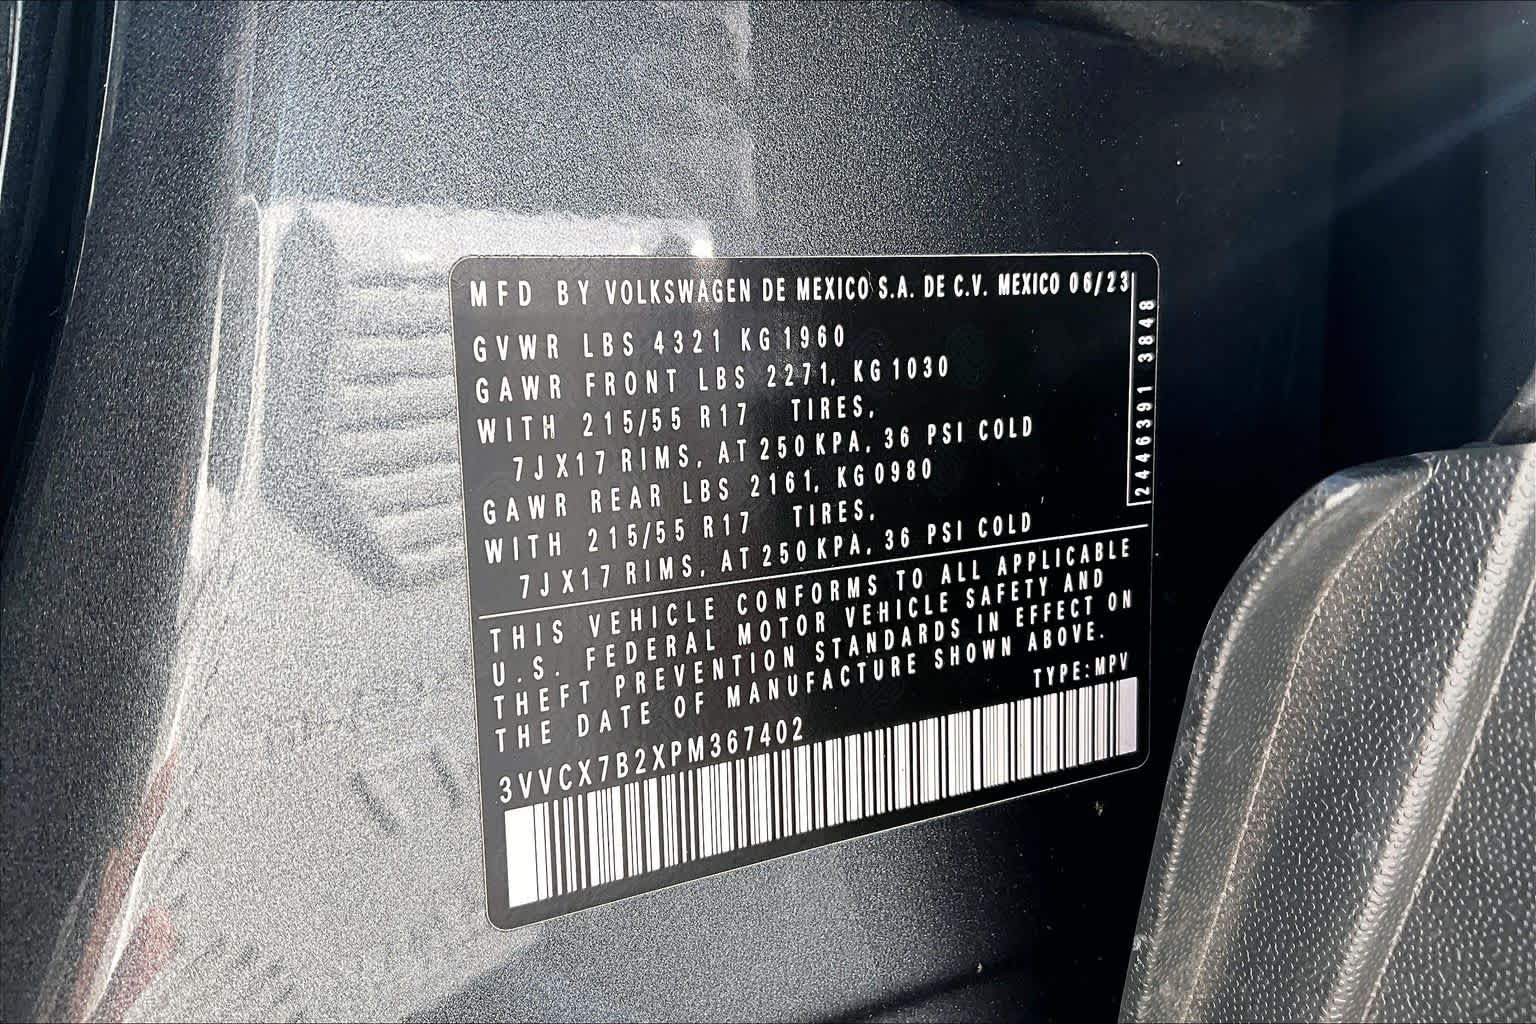 MFD BY VOLKSWAGEN DE MEXICO S.A. DE C.V. MEXICO 06/23
GVWR LBS 4321 KG 1960
GAWR FRONT LBS 2271, KG 1030
WITH 215/55 R17 TIRES,
7J X17 RIMS, AT 250 KPA, 36 PSI COLD
GAWR REAR LBS 2161, KG 0980
WITH 215/55 R17 TIRES,
7J X17 RIMS, AT 250 KPA, 36 PSI COLD
2446391 3848
THIS VEHICLE CONFORMS TO ALL APPLICABLE
U.S. FEDERAL MOTOR VEHICLE SAFETY AND
THEFT PREVENTION STANDARDS IN EFFECT ON
THE DATE OF MANUFACTURE SHOWN ABOVE.
TYPE:MPV
3VVCX7B2XPM367402